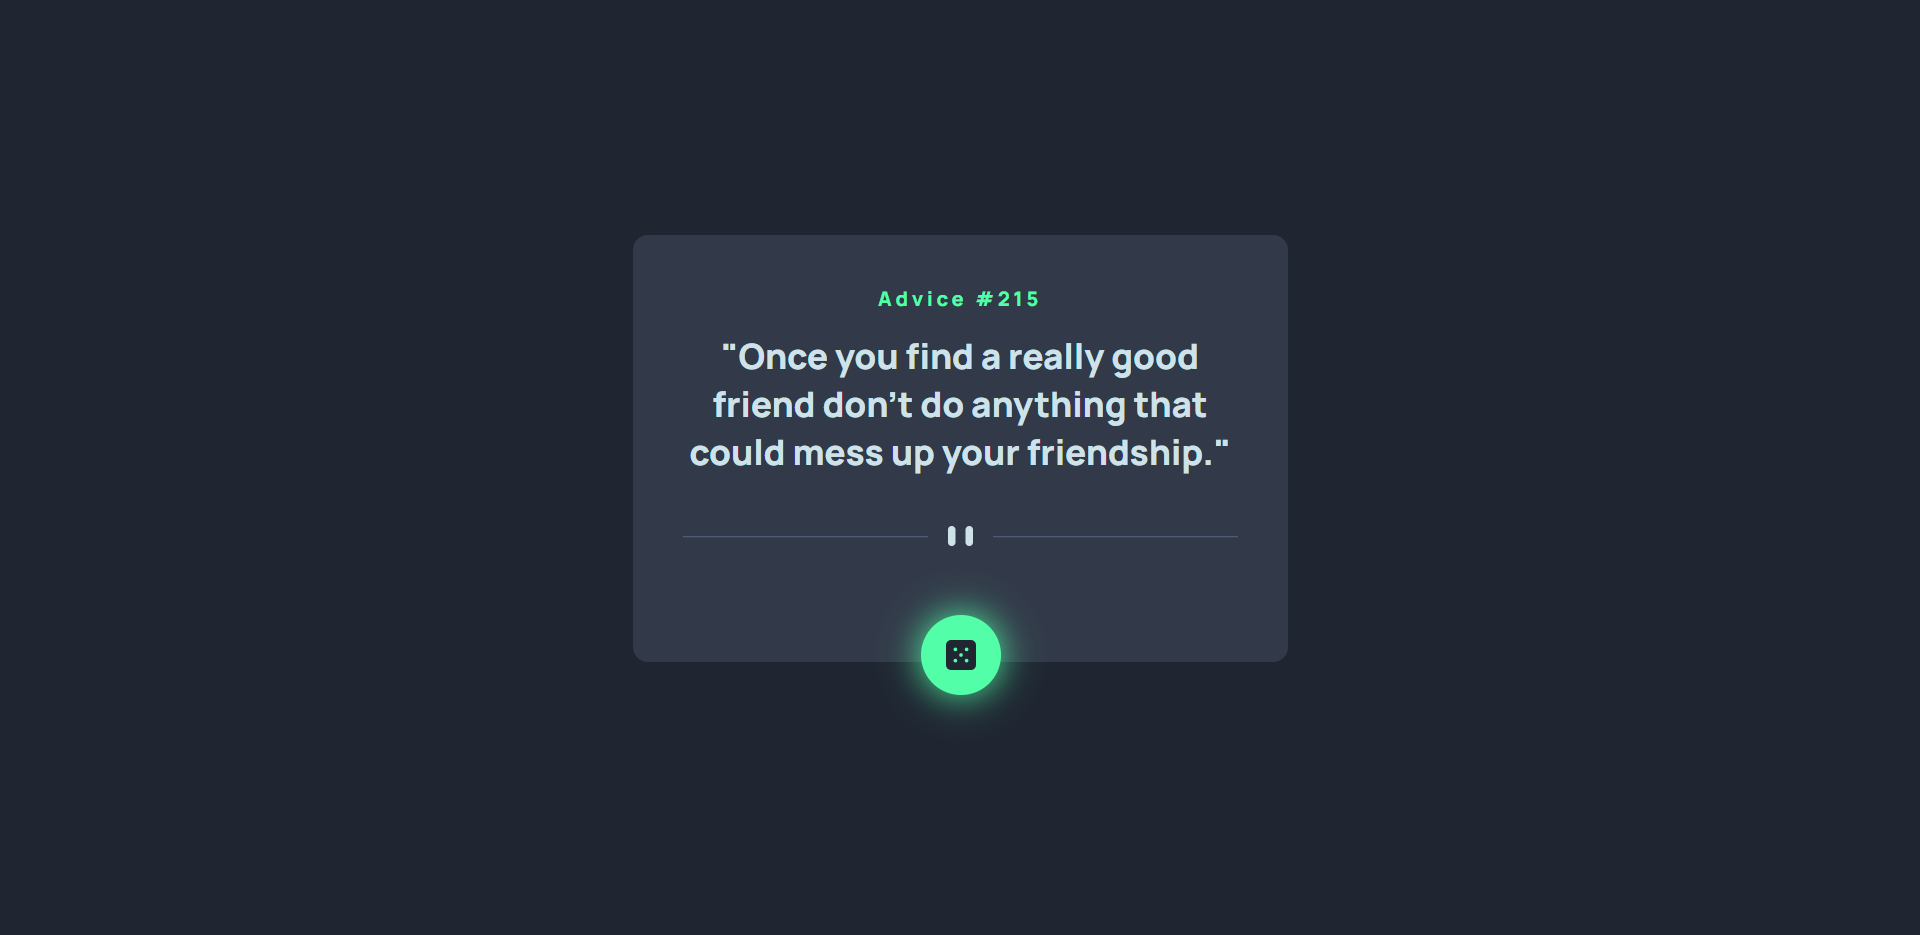 Advice #215
"Once you find a really good
friend don't do anything that
could mess up your friendship."